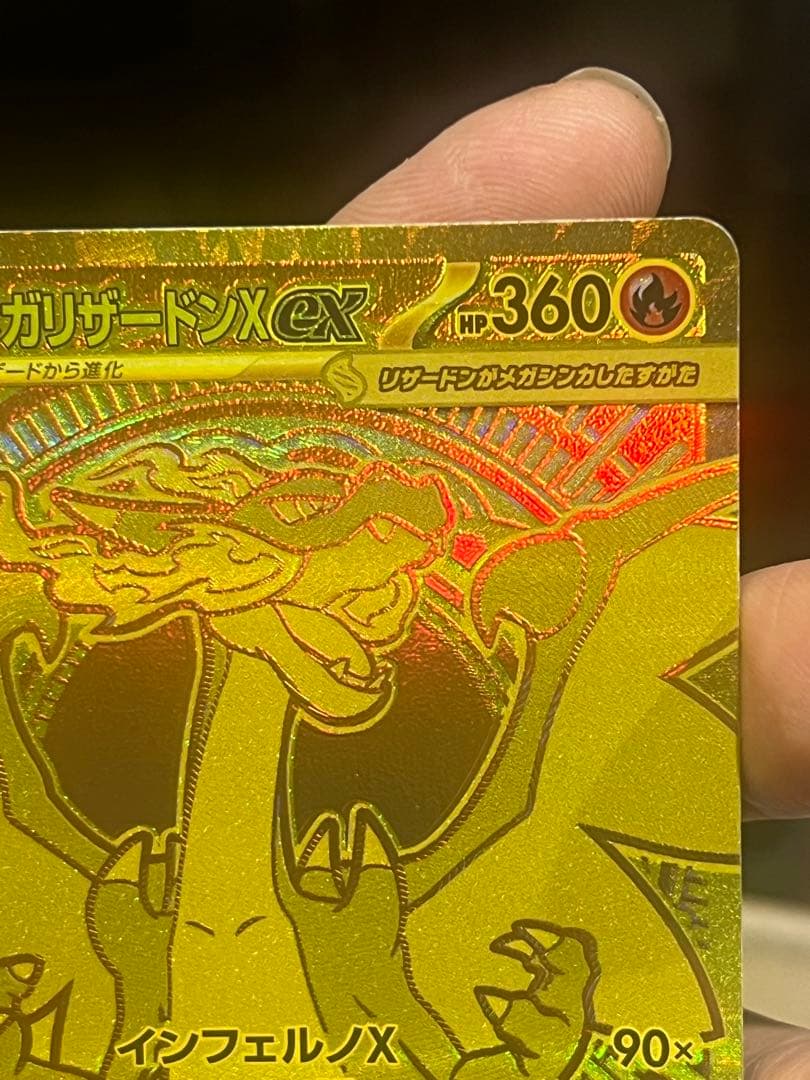 ガリザードンXex HP360
ードから進化 リザードンがメガシンカしたすがた
インフェルノX 90×